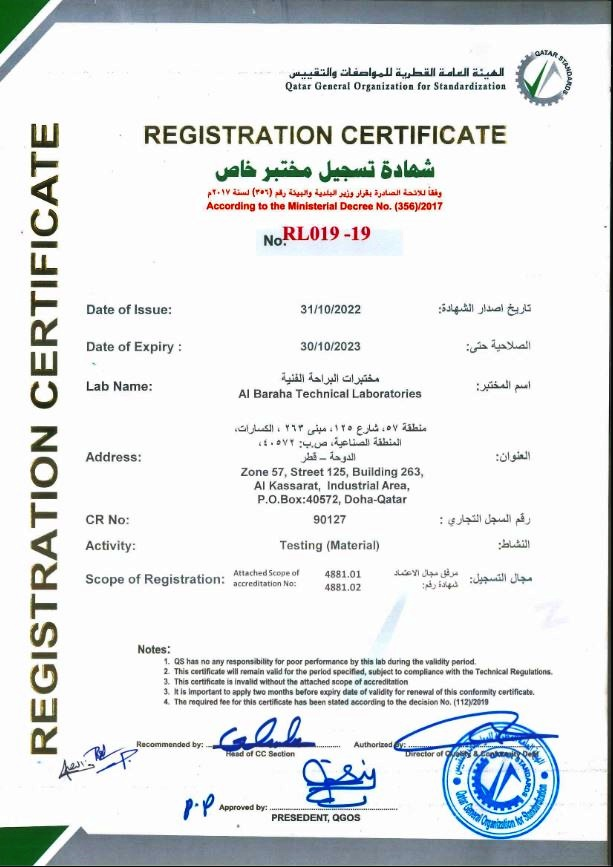 الهيئة العامة القطرية للمواصفات والتقييس
Qatar General Organization for Standardization
QATAR STANDARDS
REGISTRATION CERTIFICATE
REGISTRATION CERTIFICATE
شهادة تسجيل مختبر خاص
وفقاً للائحة الصادرة بقرار وزير البلدية والبيئة رقم (٣٥٦) لسنة ٢٠١٧م
According to the Ministerial Decree No. (356)/2017
No: RL019 -19
Date of Issue: 31/10/2022 تاريخ اصدار الشهادة:
Date of Expiry : 30/10/2023 الصلاحية حتى:
مختبرات البراحة الفنية
Lab Name: Al Baraha Technical Laboratories اسم المختبر:
منطقة ٥٧، شارع ١٢٥، مبنى ٢٦٣ ، الكسارات،
المنطقة الصناعية، ص.ب: ٤٠٥٧٢،
الدوحة – قطر
Address: العنوان:
Zone 57, Street 125, Building 263,
Al Kassarat, Industrial Area,
P.O.Box:40572, Doha-Qatar
CR No: 90127 رقم السجل التجاري :
Activity: Testing (Material) النشاط:
Scope of Registration: Attached Scope of accreditation No: 4881.01 مرفق مجال الاعتماد شهادة رقم: مجال التسجيل:
4881.02
Notes:
1. QS has no any responsibility for poor performance by this lab during the validity period.
2. This certificate will remain valid for the period specified, subject to compliance with the Technical Regulations.
3. This certificate is invalid without the attached scope of accreditation
3. It is important to apply two months before expiry date of validity for renewal of this conformity certificate.
4. The required fee for this certificate has been stated according to the decision No. (112)/2019
Recommended by: Authorized by:
Head of CC Section Director of Quality & Conformity Dept
P.P Approved by:
PRESIDENT, QGOS
QATAR STANDARDS
Qatar General Organization for Standardization